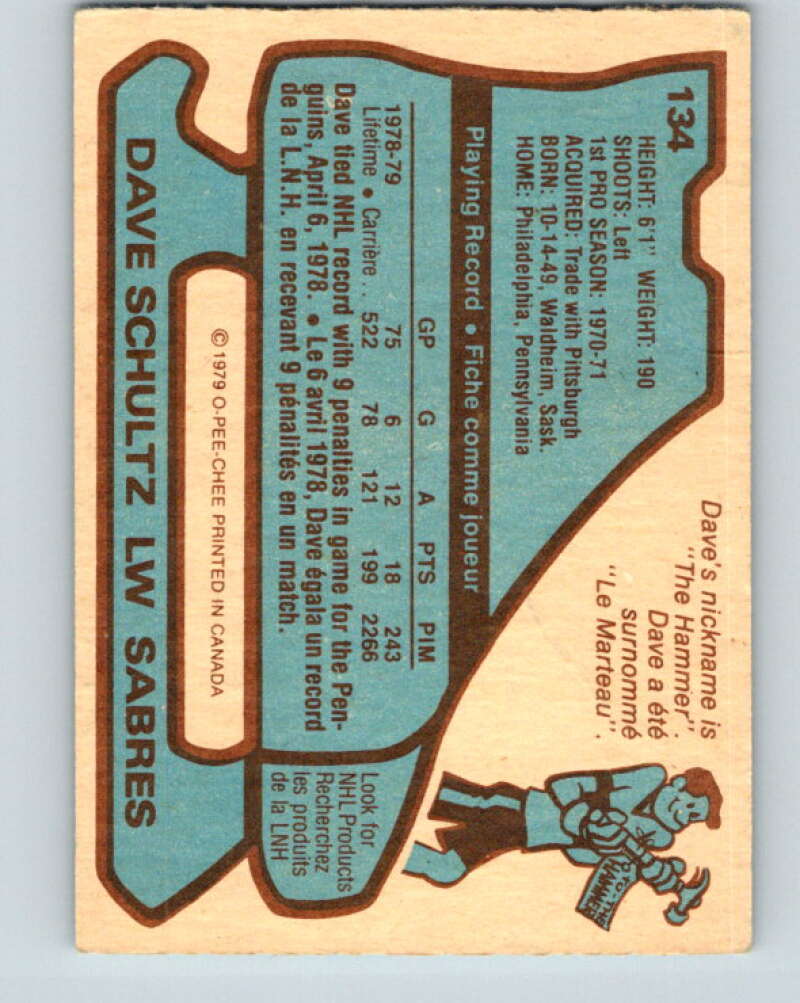 134
HEIGHT: 6'1" WEIGHT: 190
SHOOTS: Left
1st PRO SEASON: 1970-71
ACQUIRED: Trade with Pittsburgh
BORN: 10-14-49, Waldheim, Sask.
HOME: Philadelphia, Pennsylvania
Dave's nickname is
"The Hammer".
Dave a été
surnommé
"Le Marteau".
Playing Record • Fiche comme joueur
GP G A PTS PIM
1978-79 75 6 12 18 243
Lifetime • Carrière . . 522 78 121 199 2266
Dave tied NHL record with 9 penalties in game for the Pen-
guins, April 6, 1978. • Le 6 avril 1978, Dave égala un record
de la L.N.H. en recevant 9 pénalités en un match.
Look for
NHL Products
Recherchez
les produits
de la LNH
© 1979 O-PEE-CHEE PRINTED IN CANADA
DAVE SCHULTZ LW SABRES